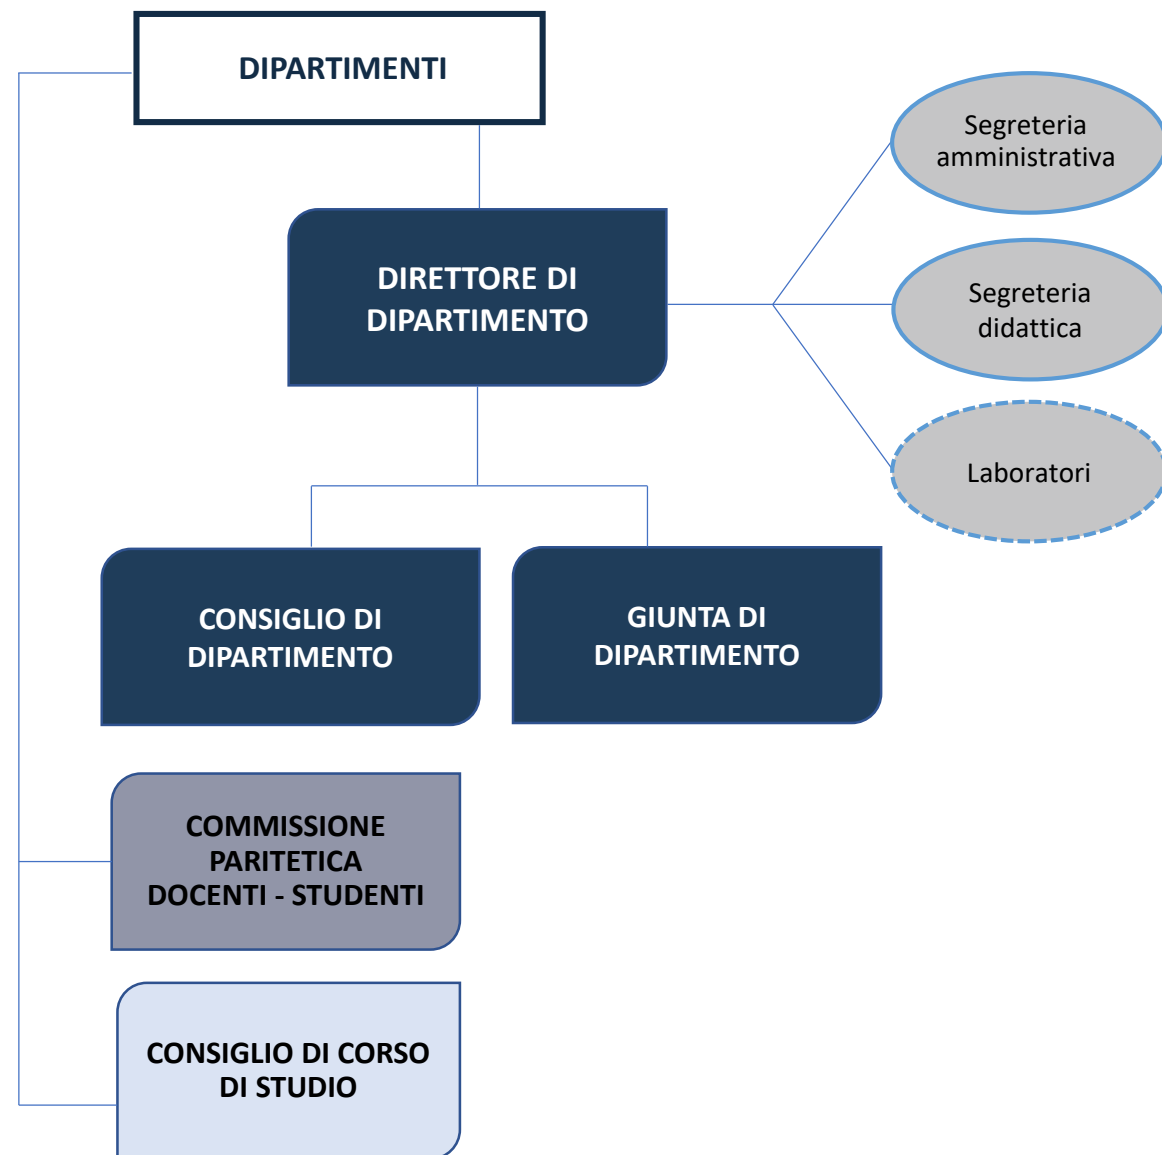 DIPARTIMENTI
Segreteria
amministrativa
DIRETTORE DI
DIPARTIMENTO
Segreteria
didattica
Laboratori
CONSIGLIO DI
DIPARTIMENTO
GIUNTA DI
DIPARTIMENTO
COMMISSIONE
PARITETICA
DOCENTI - STUDENTI
CONSIGLIO DI CORSO
DI STUDIO